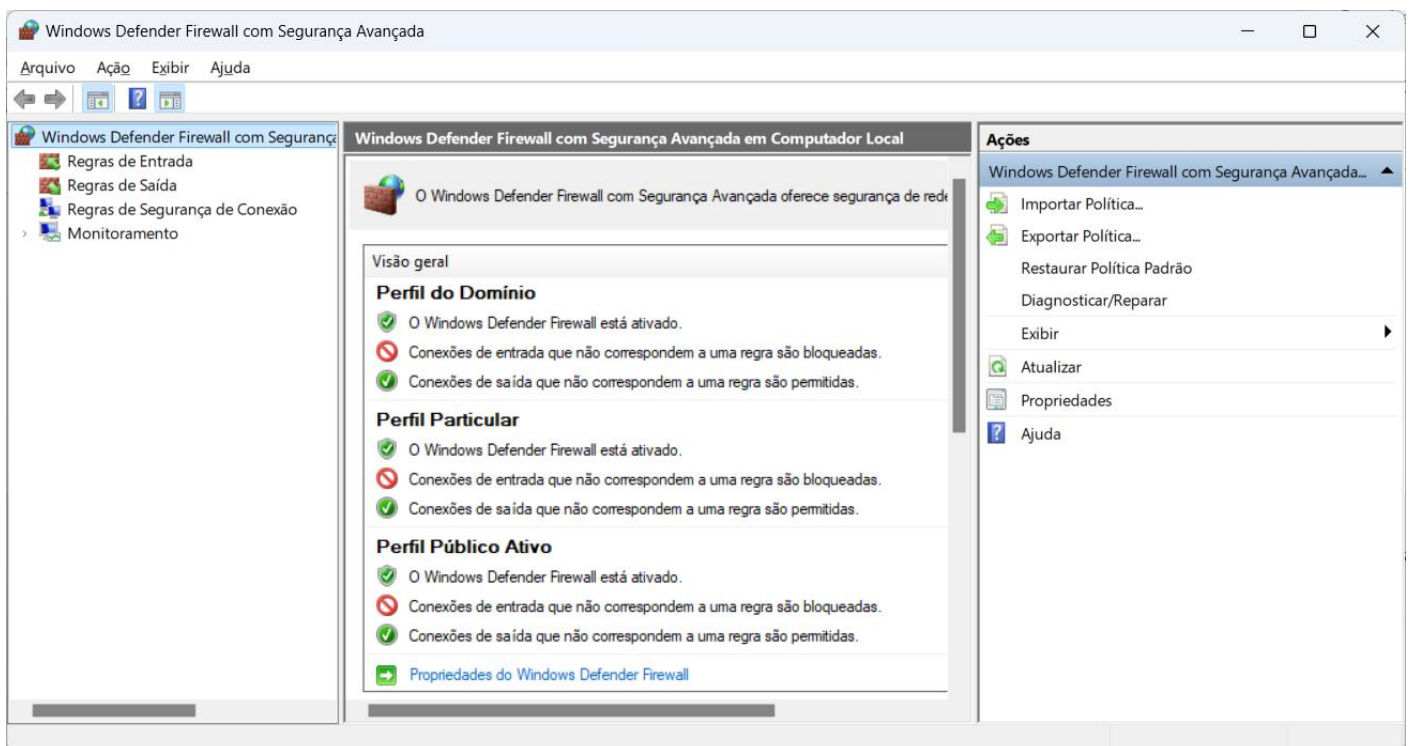 Windows Defender Firewall com Segurança Avançada
Arquivo Ação Exibir Ajuda
Windows Defender Firewall com Segurança
Regras de Entrada
Regras de Saída
Regras de Segurança de Conexão
Monitoramento
Windows Defender Firewall com Segurança Avançada em Computador Local
O Windows Defender Firewall com Segurança Avançada oferece segurança de rede
Visão geral
Perfil do Domínio
O Windows Defender Firewall está ativado.
Conexões de entrada que não correspondem a uma regra são bloqueadas.
Conexões de saída que não correspondem a uma regra são permitidas.
Perfil Particular
O Windows Defender Firewall está ativado.
Conexões de entrada que não correspondem a uma regra são bloqueadas.
Conexões de saída que não correspondem a uma regra são permitidas.
Perfil Público Ativo
O Windows Defender Firewall está ativado.
Conexões de entrada que não correspondem a uma regra são bloqueadas.
Conexões de saída que não correspondem a uma regra são permitidas.
Propriedades do Windows Defender Firewall
Ações
Windows Defender Firewall com Segurança Avançada...
Importar Política...
Exportar Política...
Restaurar Política Padrão
Diagnosticar/Reparar
Exibir
Atualizar
Propriedades
Ajuda